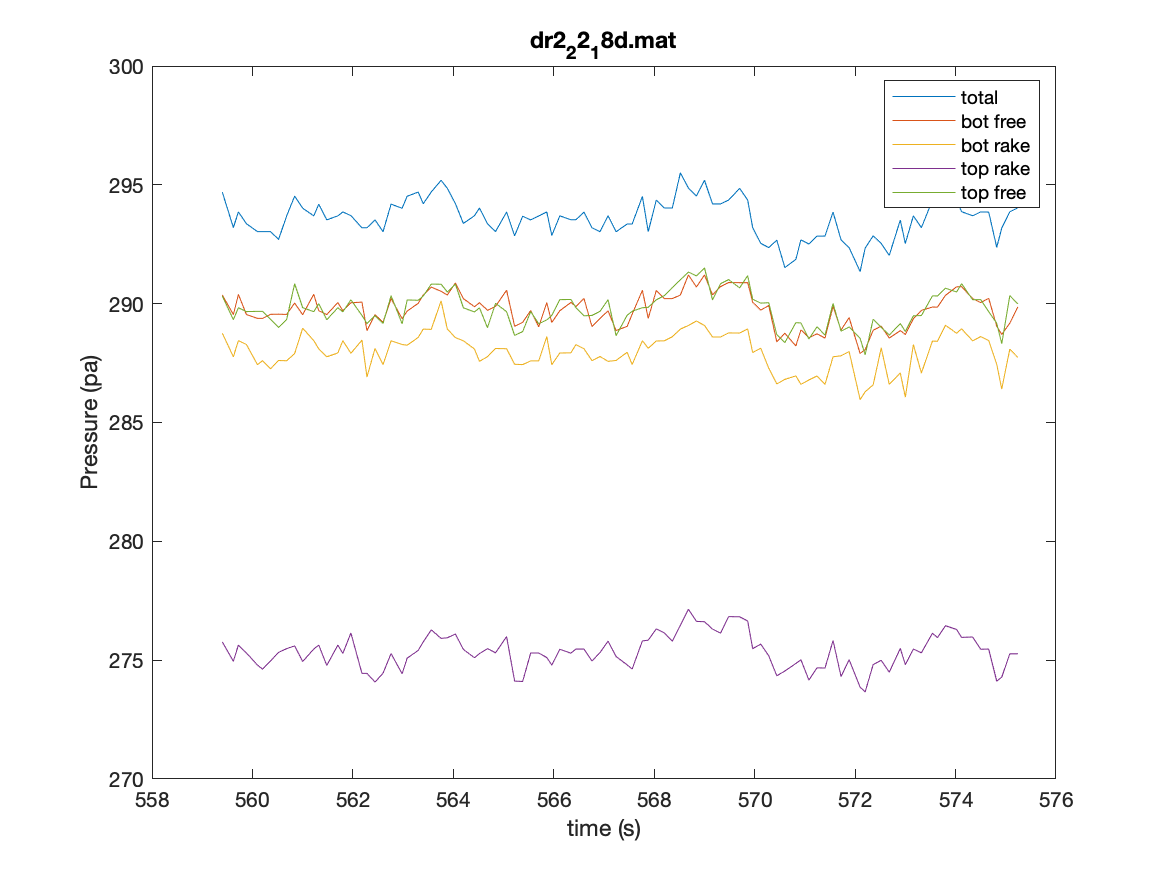 dr2₂2₁8d.mat
300
295
290
285
280
275
270
Pressure (pa)
total
bot free
bot rake
top rake
top free
558 560 562 564 566 568 570 572 574 576
time (s)